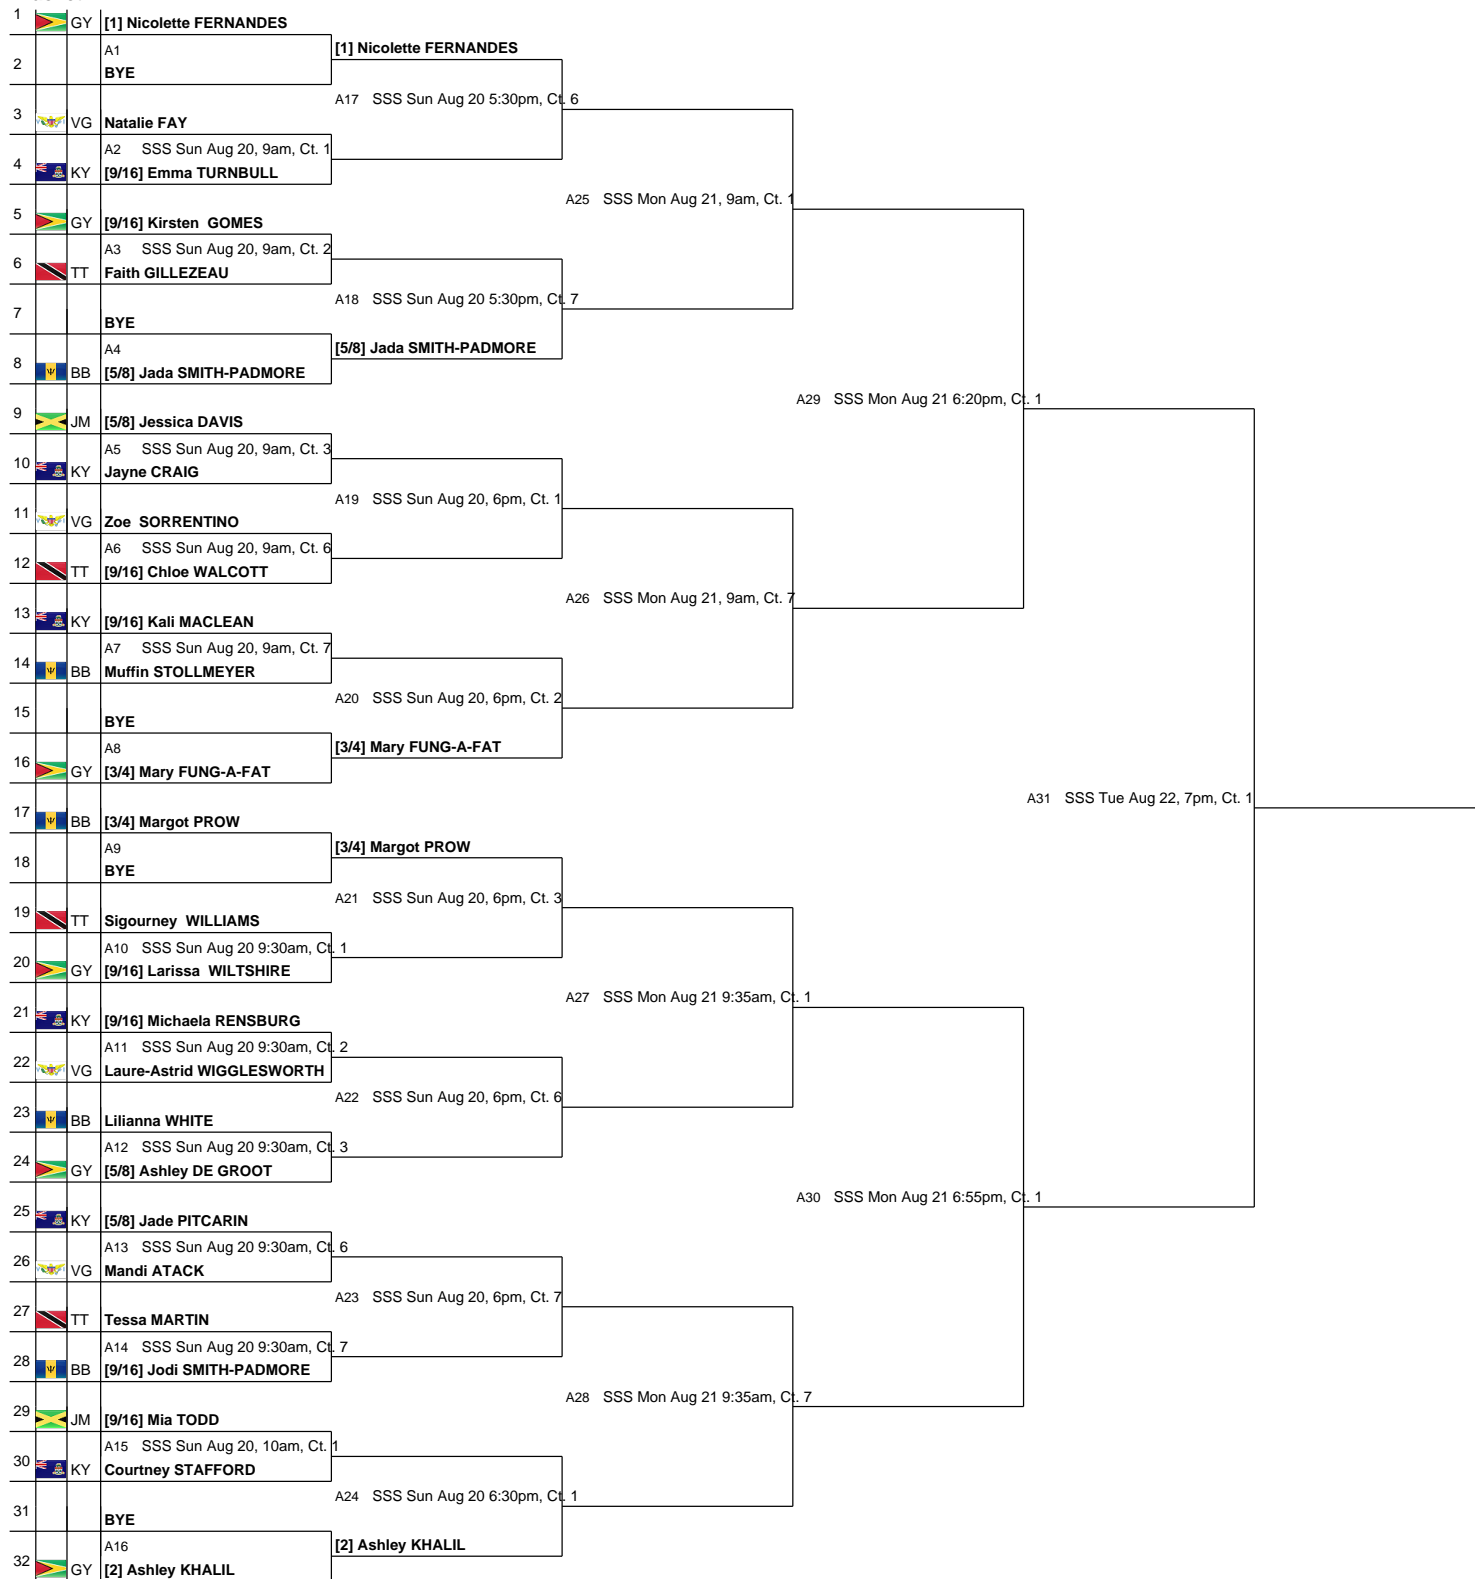 1 GY [1] Nicolette FERNANDES
A1 [1] Nicolette FERNANDES
2 BYE
A17 SSS Sun Aug 20 5:30pm, Ct. 6
3 VG Natalie FAY
A2 SSS Sun Aug 20, 9am, Ct. 1
4 KY [9/16] Emma TURNBULL
A25 SSS Mon Aug 21, 9am, Ct. 1
5 GY [9/16] Kirsten GOMES
A3 SSS Sun Aug 20, 9am, Ct. 2
6 TT Faith GILLEZEAU
A18 SSS Sun Aug 20 5:30pm, Ct. 7
7 BYE
A4 [5/8] Jada SMITH-PADMORE
8 BB [5/8] Jada SMITH-PADMORE
A29 SSS Mon Aug 21 6:20pm, Ct. 1
9 JM [5/8] Jessica DAVIS
A5 SSS Sun Aug 20, 9am, Ct. 3
10 KY Jayne CRAIG
A19 SSS Sun Aug 20, 6pm, Ct. 1
11 VG Zoe SORRENTINO
A6 SSS Sun Aug 20, 9am, Ct. 6
12 TT [9/16] Chloe WALCOTT
A26 SSS Mon Aug 21, 9am, Ct. 7
13 KY [9/16] Kali MACLEAN
A7 SSS Sun Aug 20, 9am, Ct. 7
14 BB Muffin STOLLMEYER
A20 SSS Sun Aug 20, 6pm, Ct. 2
15 BYE
A8 [3/4] Mary FUNG-A-FAT
16 GY [3/4] Mary FUNG-A-FAT
A31 SSS Tue Aug 22, 7pm, Ct. 1
17 BB [3/4] Margot PROW
A9 [3/4] Margot PROW
18 BYE
A21 SSS Sun Aug 20, 6pm, Ct. 3
19 TT Sigourney WILLIAMS
A10 SSS Sun Aug 20 9:30am, Ct. 1
20 GY [9/16] Larissa WILTSHIRE
A27 SSS Mon Aug 21 9:35am, Ct. 1
21 KY [9/16] Michaela RENSBURG
A11 SSS Sun Aug 20 9:30am, Ct. 2
22 VG Laure-Astrid WIGGLESWORTH
A22 SSS Sun Aug 20, 6pm, Ct. 6
23 BB Lilianna WHITE
A12 SSS Sun Aug 20 9:30am, Ct. 3
24 GY [5/8] Ashley DE GROOT
A30 SSS Mon Aug 21 6:55pm, Ct. 1
25 KY [5/8] Jade PITCARIN
A13 SSS Sun Aug 20 9:30am, Ct. 6
26 VG Mandi ATACK
A23 SSS Sun Aug 20, 6pm, Ct. 7
27 TT Tessa MARTIN
A14 SSS Sun Aug 20 9:30am, Ct. 7
28 BB [9/16] Jodi SMITH-PADMORE
A28 SSS Mon Aug 21 9:35am, Ct. 7
29 JM [9/16] Mia TODD
A15 SSS Sun Aug 20, 10am, Ct. 1
30 KY Courtney STAFFORD
A24 SSS Sun Aug 20 6:30pm, Ct. 1
31 BYE
A16 [2] Ashley KHALIL
32 GY [2] Ashley KHALIL